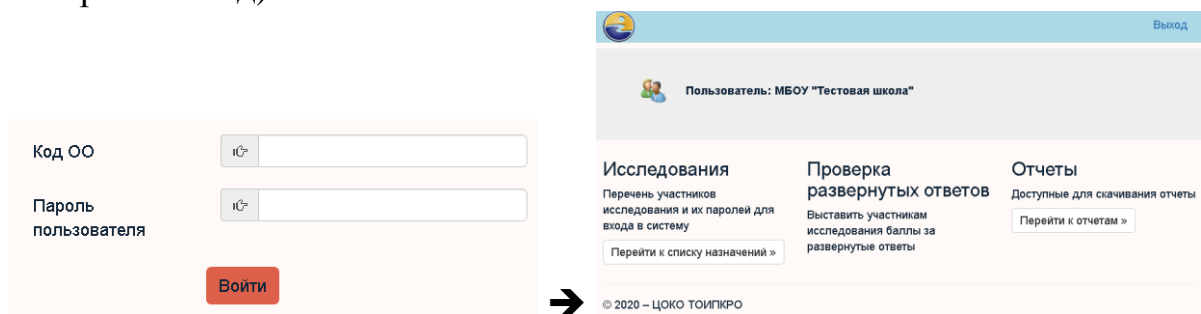 Код ОО
Пароль
пользователя
Войти
Выход
Пользователь: МБОУ "Тестовая школа"
Исследования
Перечень участников
исследования и их паролей для
входа в систему
Перейти к списку назначений »
Проверка
развернутых ответов
Выставить участникам
исследования баллы за
развернутые ответы
Отчеты
Доступные для скачивания отчеты
Перейти к отчетам »
© 2020 – ЦОКО ТОИПКРО